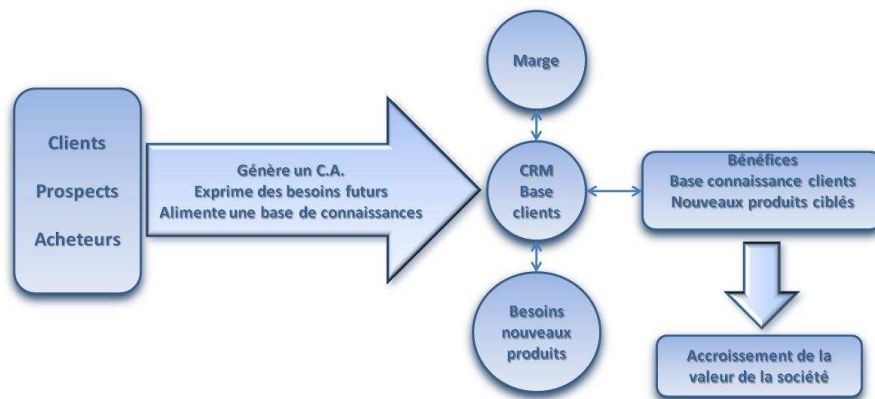 Clients
Prospects
Acheteurs
Génère un C.A.
Exprime des besoins futurs
Alimente une base de connaissances
Marge
CRM
Base
clients
Besoins
nouveaux
produits
Bénéfices
Base connaissance clients
Nouveaux produits ciblés
Accroissement de la
valeur de la société